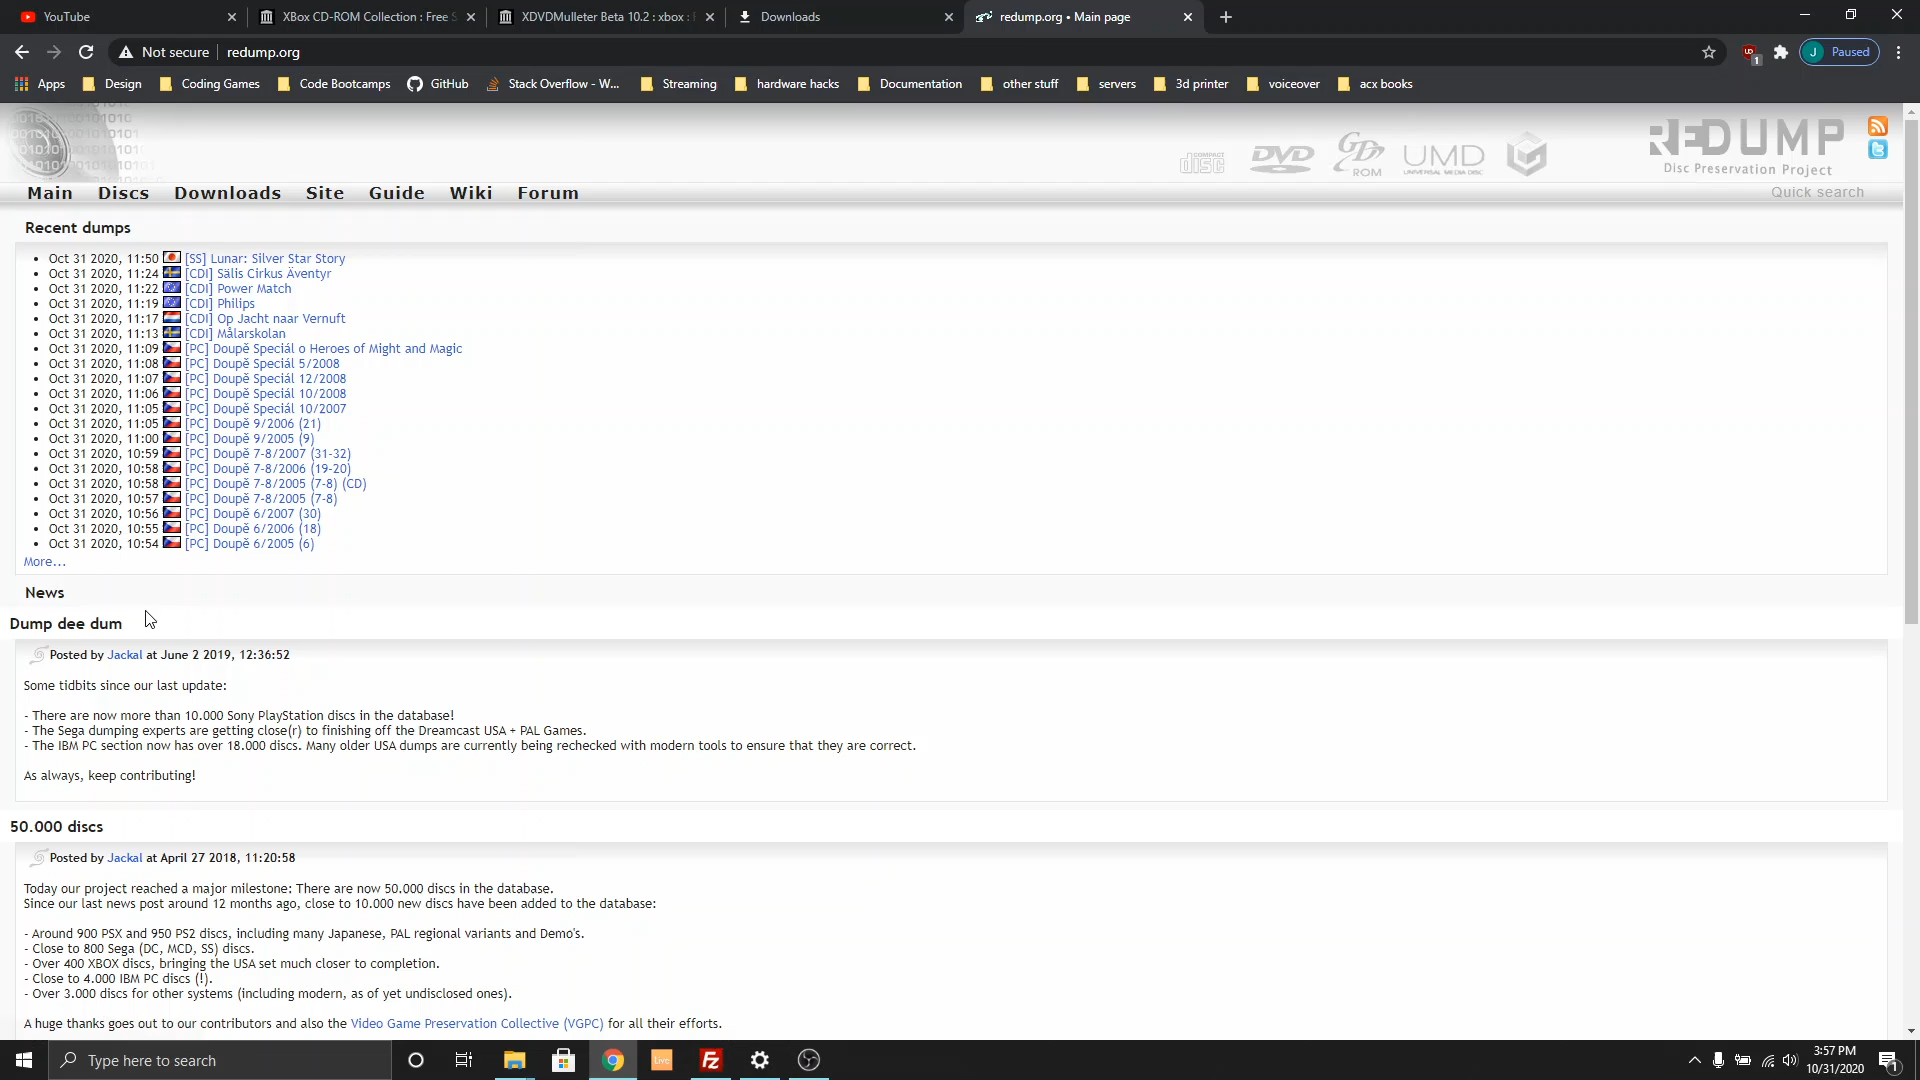 YouTube
XBox CD-ROM Collection : Free S
XDVDMulleter Beta 10.2 : xbox :
Downloads
redump.org • Main page
Not secure
redump.org
1
J Paused
Apps
Design
Coding Games
Code Bootcamps
GitHub
Stack Overflow - W...
Streaming
hardware hacks
Documentation
other stuff
servers
3d printer
voiceover
acx books
COMPACT
DVD
GD ROM
UMD
UNIVERSAL MEDIA DISC
REDUMP
Disc Preservation Project
Main Discs Downloads Site Guide Wiki Forum
Quick search
Recent dumps
• Oct 31 2020, 11:50 [SS] Lunar: Silver Star Story
• Oct 31 2020, 11:24 [CDI] Sälis Cirkus Äventyr
• Oct 31 2020, 11:22 [CDI] Power Match
• Oct 31 2020, 11:19 [CDI] Philips
• Oct 31 2020, 11:17 [CDI] Op Jacht naar Vernuft
• Oct 31 2020, 11:13 [CDI] Målarskolan
• Oct 31 2020, 11:09 [PC] Doupě Speciál o Heroes of Might and Magic
• Oct 31 2020, 11:08 [PC] Doupě Speciál 5/2008
• Oct 31 2020, 11:07 [PC] Doupě Speciál 12/2008
• Oct 31 2020, 11:06 [PC] Doupě Speciál 10/2008
• Oct 31 2020, 11:05 [PC] Doupě Speciál 10/2007
• Oct 31 2020, 11:05 [PC] Doupě 9/2006 (21)
• Oct 31 2020, 11:00 [PC] Doupě 9/2005 (9)
• Oct 31 2020, 10:59 [PC] Doupě 7-8/2007 (31-32)
• Oct 31 2020, 10:58 [PC] Doupě 7-8/2006 (19-20)
• Oct 31 2020, 10:58 [PC] Doupě 7-8/2005 (7-8) (CD)
• Oct 31 2020, 10:57 [PC] Doupě 7-8/2005 (7-8)
• Oct 31 2020, 10:56 [PC] Doupě 6/2007 (30)
• Oct 31 2020, 10:55 [PC] Doupě 6/2006 (18)
• Oct 31 2020, 10:54 [PC] Doupě 6/2005 (6)
More...
News
Dump dee dum
Posted by Jackal at June 2 2019, 12:36:52
Some tidbits since our last update:
- There are now more than 10.000 Sony PlayStation discs in the database!
- The Sega dumping experts are getting close(r) to finishing off the Dreamcast USA + PAL Games.
- The IBM PC section now has over 18.000 discs. Many older USA dumps are currently being rechecked with modern tools to ensure that they are correct.
As always, keep contributing!
50.000 discs
Posted by Jackal at April 27 2018, 11:20:58
Today our project reached a major milestone: There are now 50.000 discs in the database.
Since our last news post around 12 months ago, close to 10.000 new discs have been added to the database:
- Around 900 PSX and 950 PS2 discs, including many Japanese, PAL regional variants and Demo's.
- Close to 800 Sega (DC, MCD, SS) discs.
- Over 400 XBOX discs, bringing the USA set much closer to completion.
- Close to 4.000 IBM PC discs (!).
- Over 3.000 discs for other systems (including modern, as of yet undisclosed ones).
A huge thanks goes out to our contributors and also the Video Game Preservation Collective (VGPC) for all their efforts.
Type here to search
Live
Fz
3:57 PM
10/31/2020
1